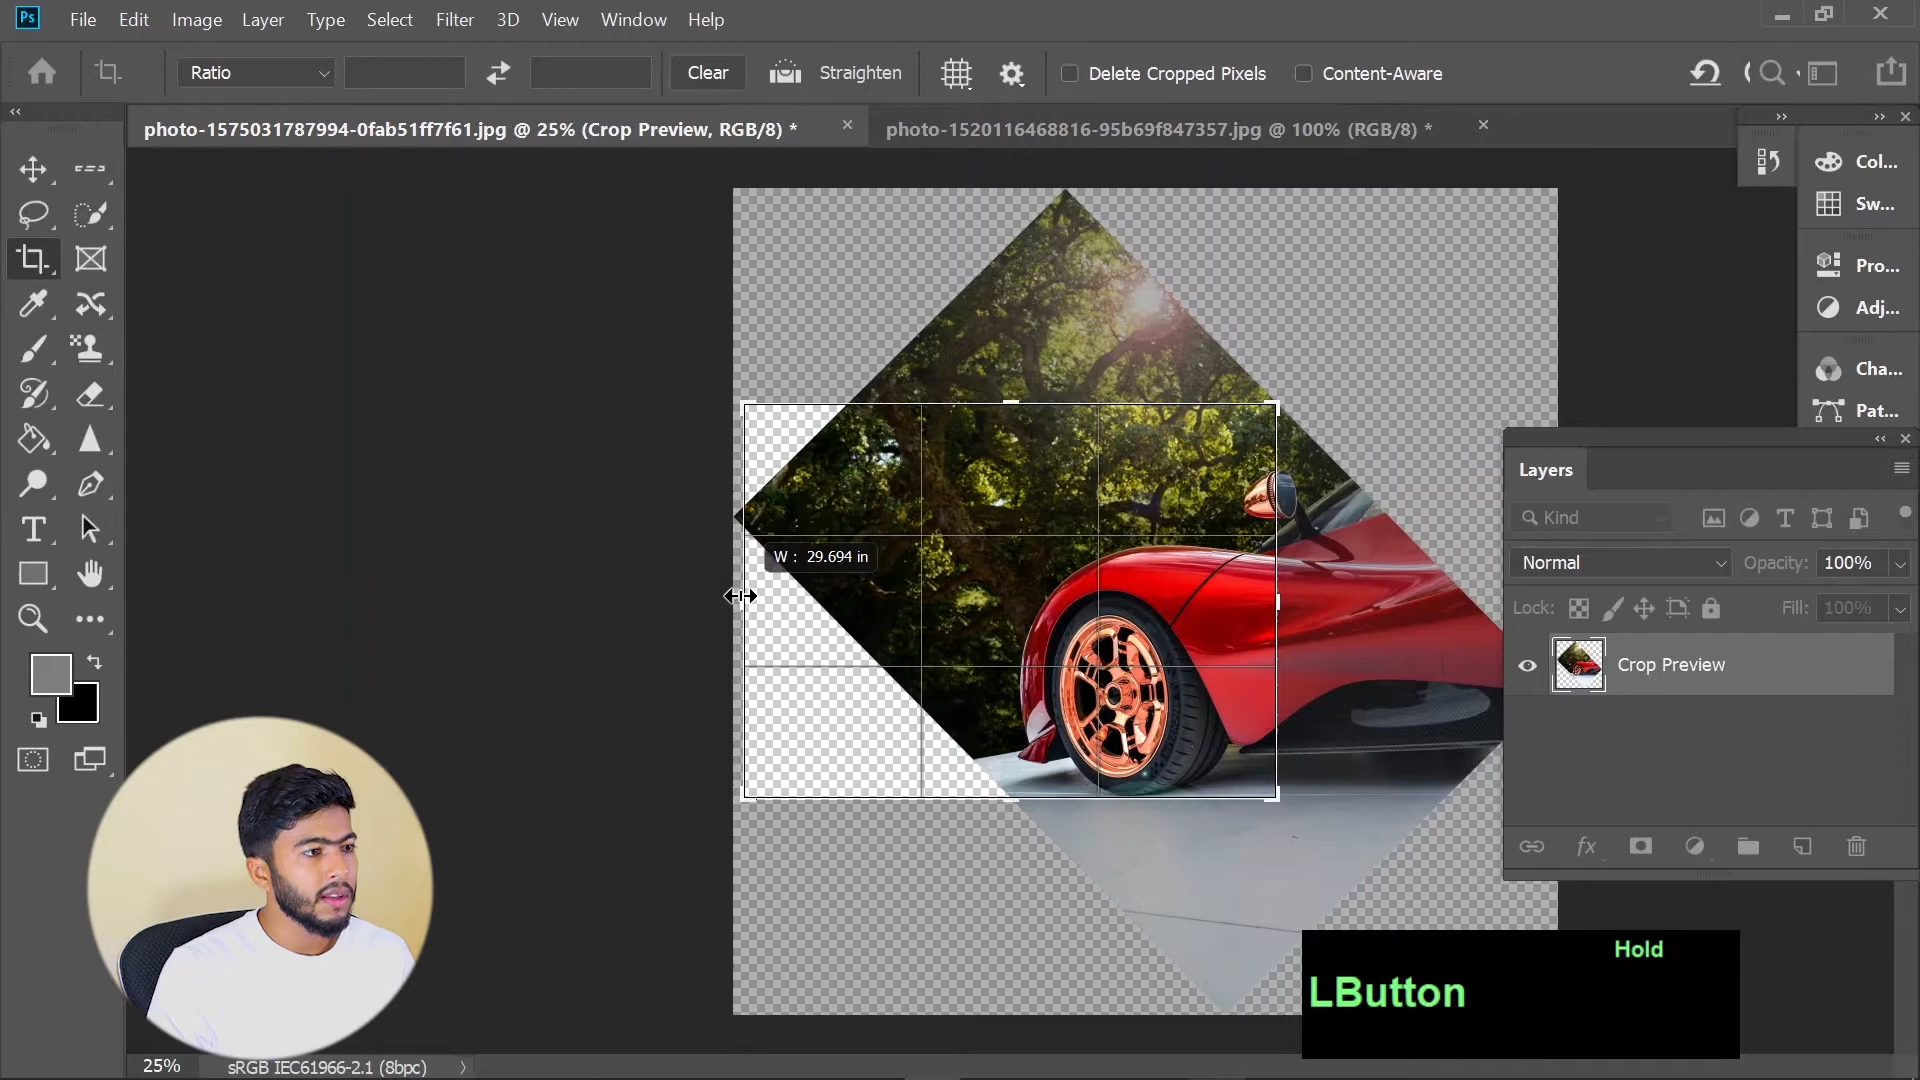 Ps File Edit Image Layer Type Select Filter 3D View Window Help
Ratio Clear Straighten Delete Cropped Pixels Content-Aware
photo-1575031787994-0fab51ff7f61.jpg @ 25% (Crop Preview, RGB/8) * photo-1520116468816-95b69f847357.jpg @ 100% (RGB/8) *
Col...
Sw...
Pro...
Adj...
Cha...
Pat...
Layers
Kind
Normal Opacity: 100%
Lock: Fill: 100%
Crop Preview
fx
W : 29.694 in
Hold
LButton
25% sRGB IEC61966-2.1 (8bpc)